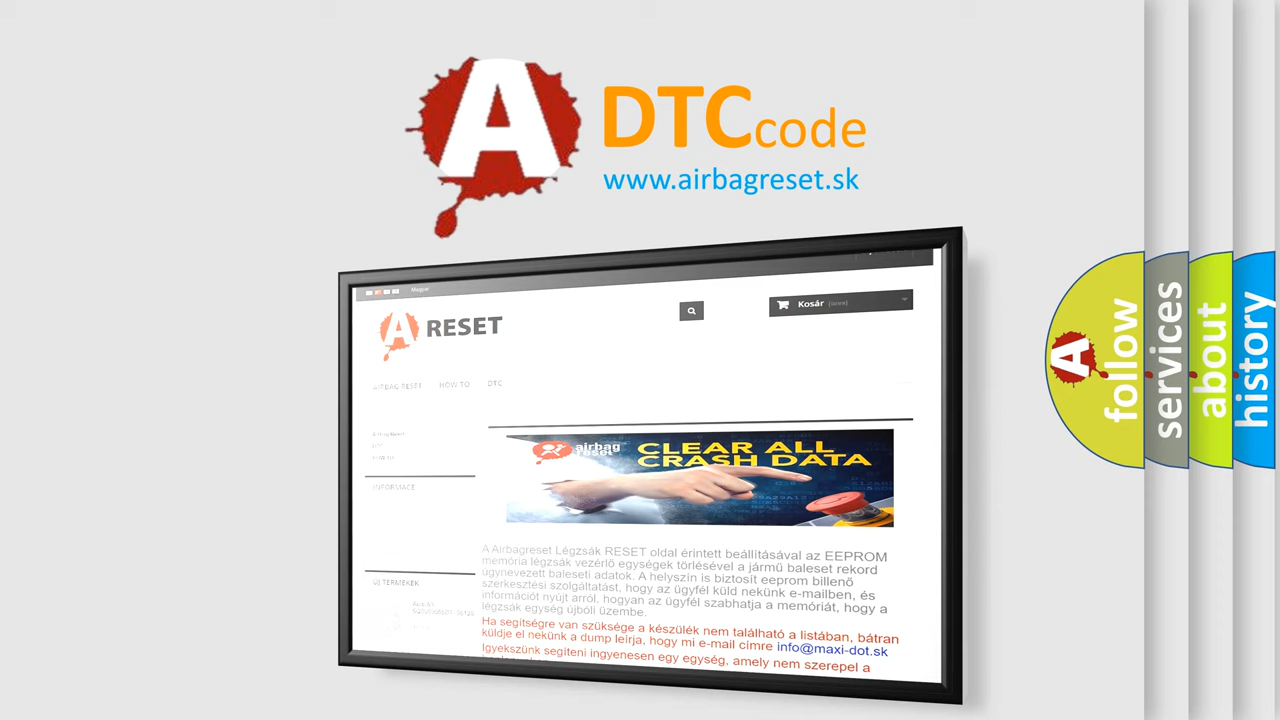 A DTCcode
www.airbagreset.sk
Magyar
Kosár (üres)
A RESET
AIRBAG RESET HOW TO DTC
airbag reset
CLEAR ALL
CRASH DATA
INFORMACE
ÚJ TERMÉKEK
A Airbagreset Légzsák RESET oldal érintett beállításával az EEPROM
memória légzsák vezérlő egységek törlésével a jármű baleset rekord
úgynevezett baleseti adatok. A helyszín is biztosít eeprom billenő
szerkesztési szolgáltatást, hogy az ügyfél küld nekünk e-mailben, és
információt nyújt arról, hogyan az ügyfél szabhatja a memóriát, hogy a
légzsák egység újbóli üzembe.
Ha segítségre van szüksége a készülék nem található a listában, bátran
küldje el nekünk a dump leírja, hogy mi e-mail címre info@maxi-dot.sk
Igyekszünk segíteni ingyenesen egy egység, amely nem szerepel a
A follow
services
about
history